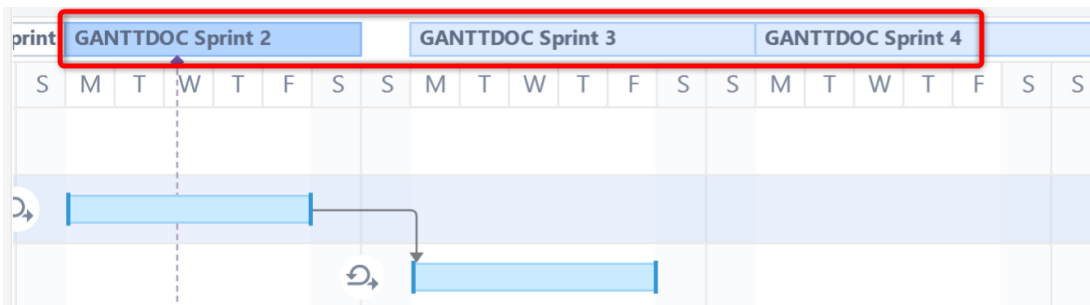 print GANTTDOC Sprint 2 GANTTDOC Sprint 3 GANTTDOC Sprint 4
S M T W T F S S M T W T F S S M T W T F S S